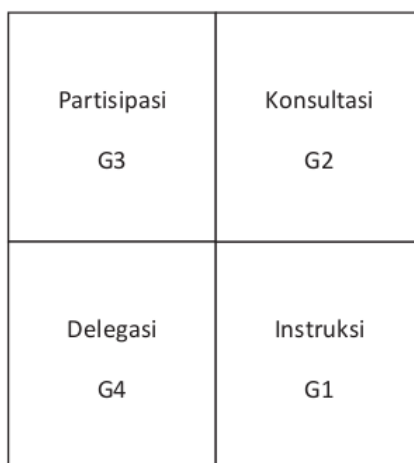 Partisipasi
G3
Konsultasi
G2
Delegasi
G4
Instruksi
G1